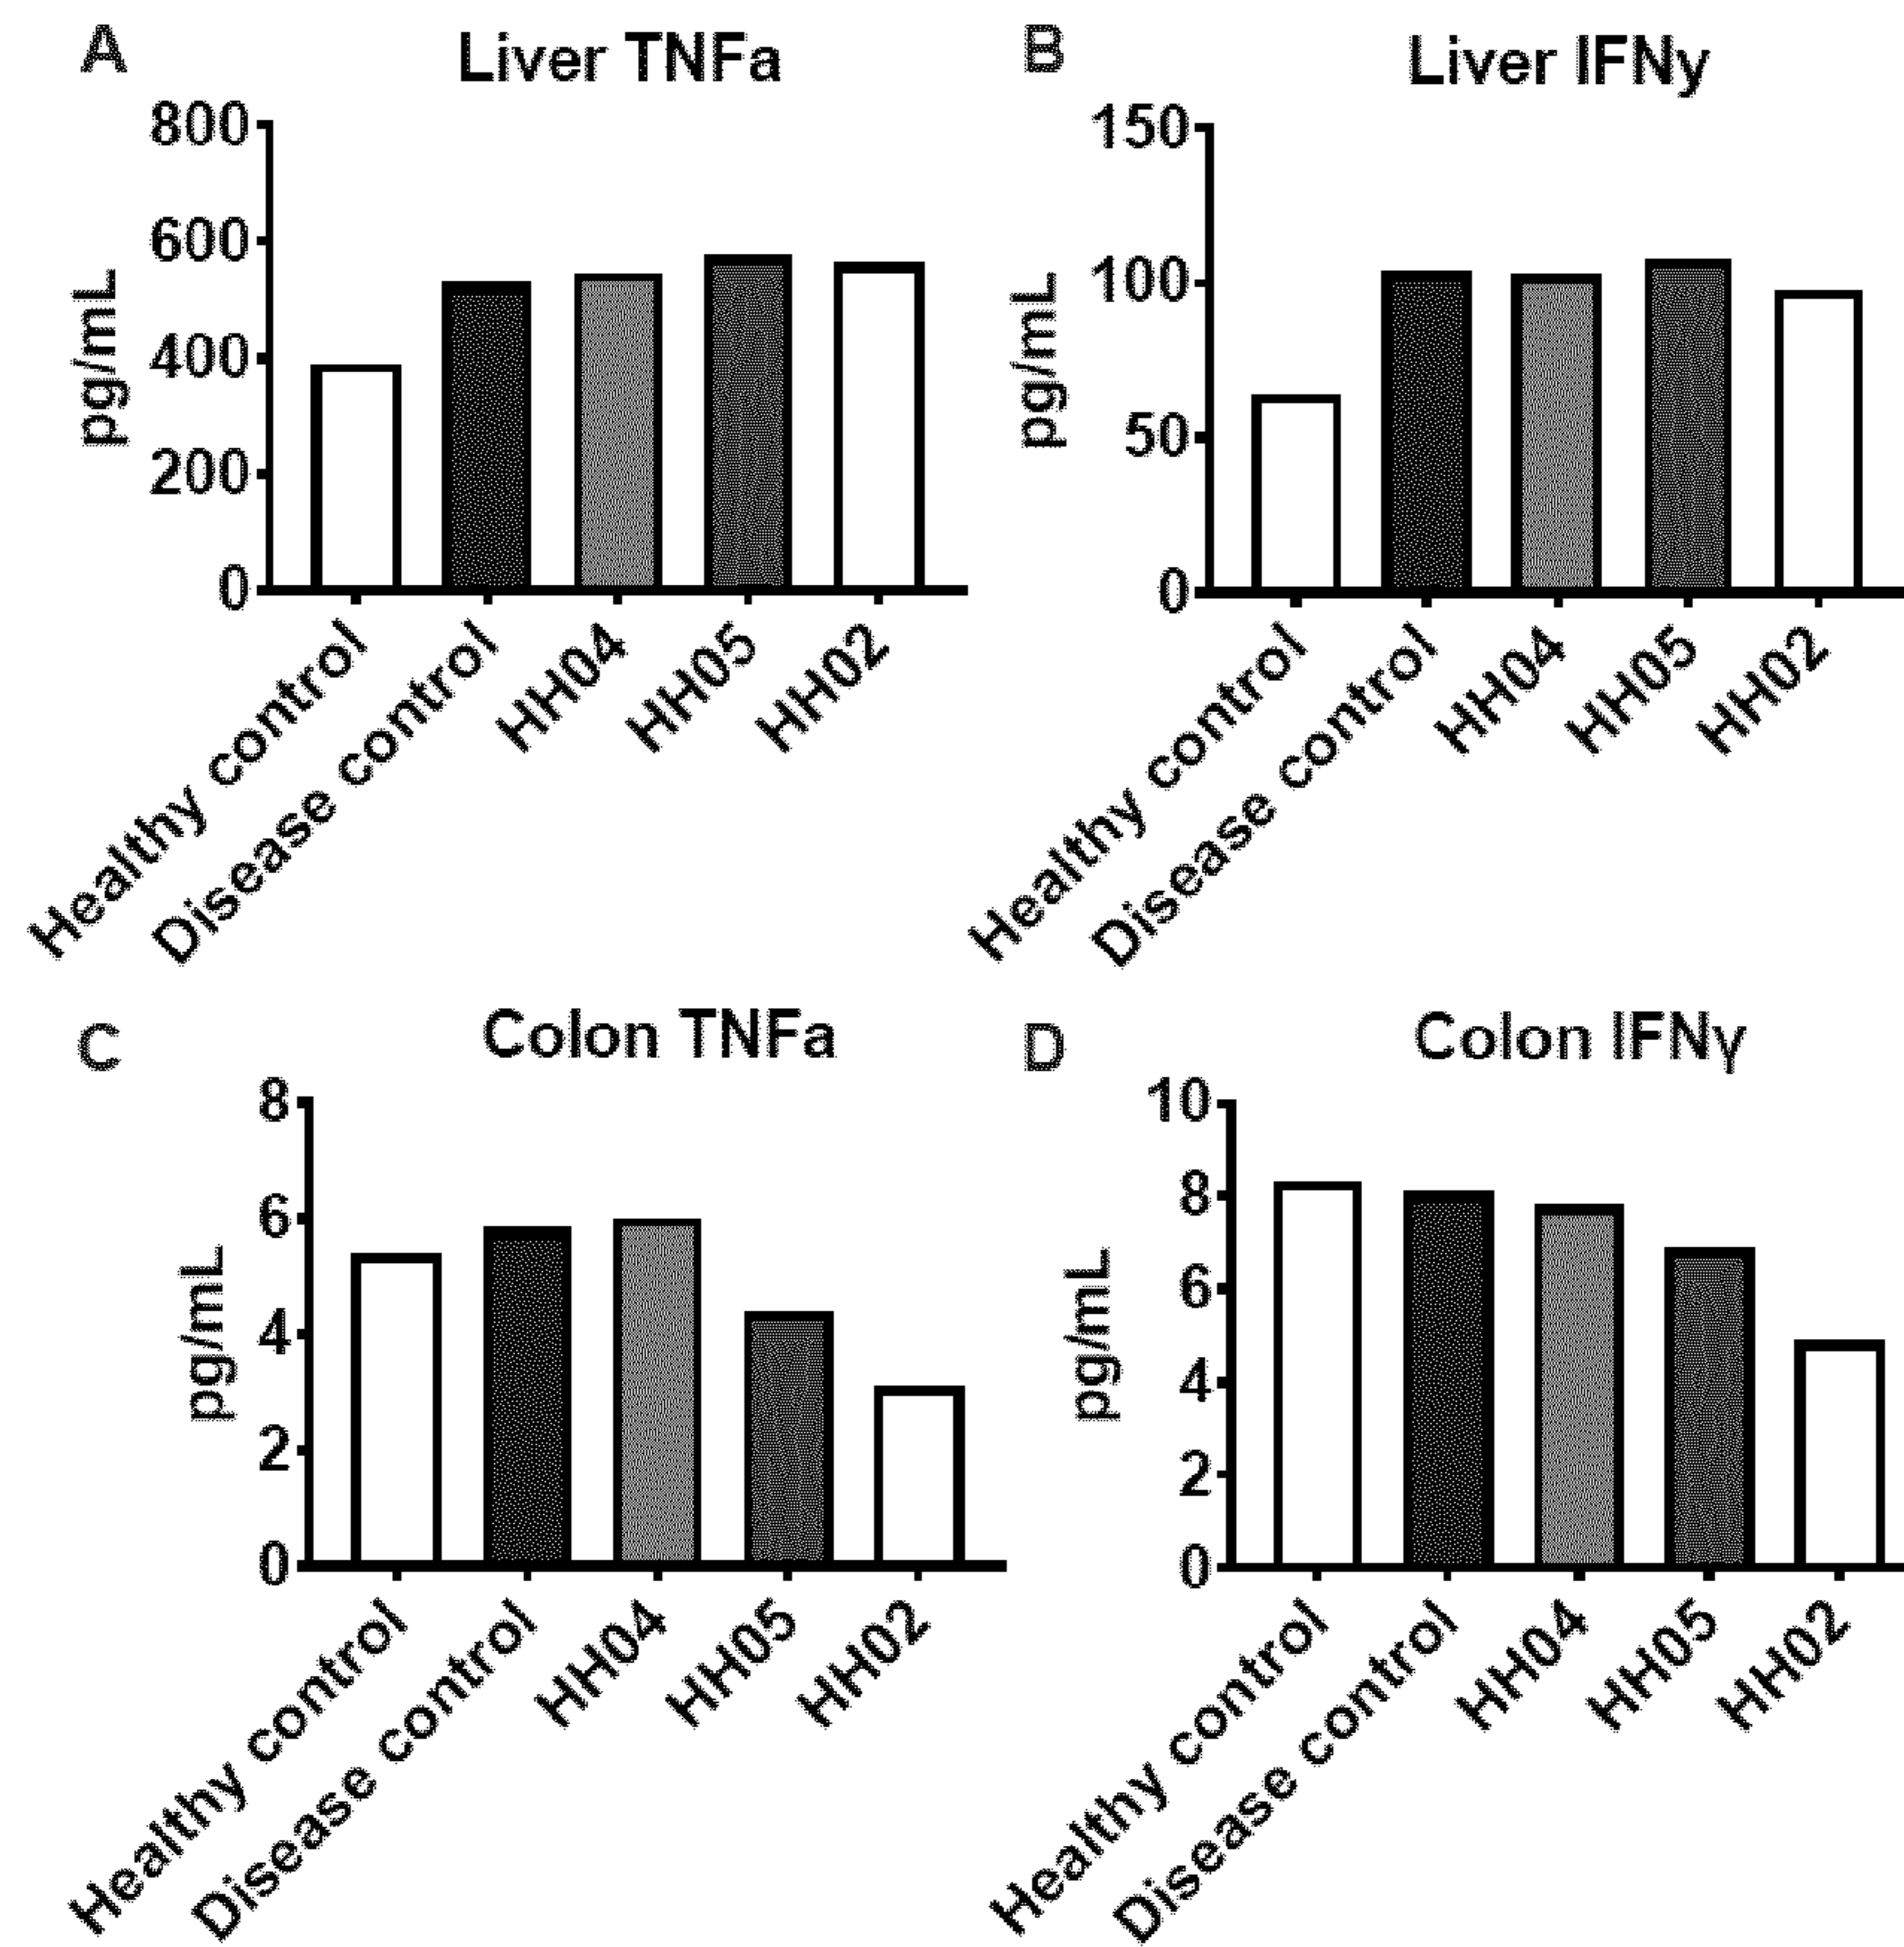 A
Liver TNFa
800
600
400
200
0
pg/mL
Healthy control
Disease control
HH04
HH05
HH02
B
Liver IFNy
150
100
50
0
pg/mL
Healthy control
Disease control
HH04
HH05
HH02
C
Colon TNFa
8
6
4
2
0
pg/mL
Healthy control
Disease control
HH04
HH05
HH02
D
Colon IFNγ
10
8
6
4
2
0
pg/mL
Healthy control
Disease control
HH04
HH05
HH02